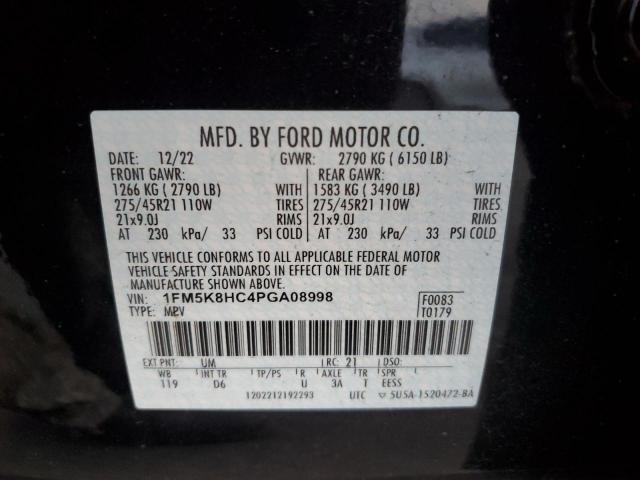 MFD. BY FORD MOTOR CO.
DATE: 12/22 GVWR: 2790 KG ( 6150 LB)
FRONT GAWR: REAR GAWR:
1266 KG ( 2790 LB) WITH 1583 KG ( 3490 LB) WITH
275/45R21 110W TIRES 275/45R21 110W TIRES
21x9.0J RIMS 21x9.0J RIMS
AT 230 kPa/ 33 PSI COLD AT 230 kPa/ 33 PSI COLD
THIS VEHICLE CONFORMS TO ALL APPLICABLE FEDERAL MOTOR
VEHICLE SAFETY STANDARDS IN EFFECT ON THE DATE OF
MANUFACTURE SHOWN ABOVE.
VIN: 1FM5K8HC4PGA08998 F0083
TYPE: MPV T0179
EXT PNT: UM RC: 21 DSO:
WB INT TR TP/PS R AXLE TR SPR
119 D6 U 3A T EESS
1202212192293 UTC ▽ 5U5A-1520472-BA